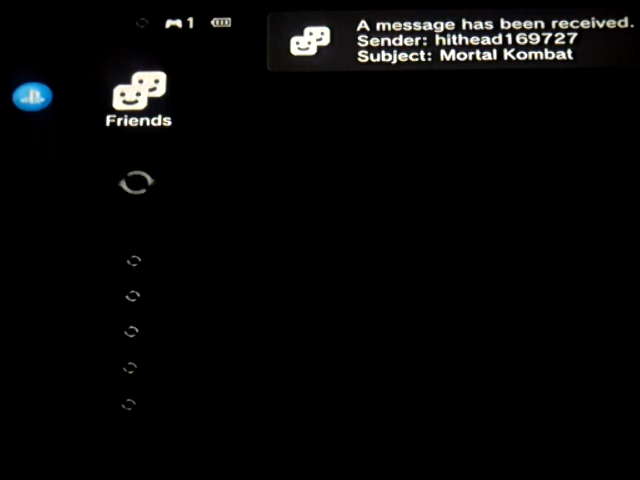 1
A message has been received.
Sender: hithead169727
Subject: Mortal Kombat
Friends